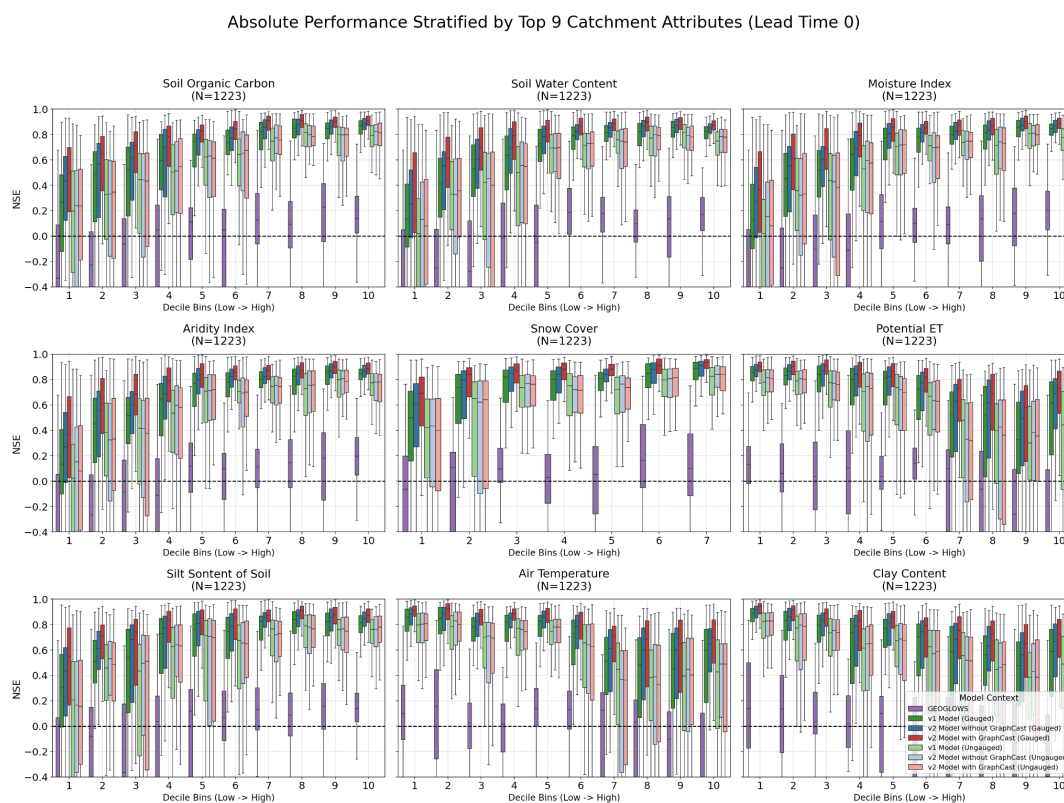 Absolute Performance Stratified by Top 9 Catchment Attributes (Lead Time 0)
Soil Organic Carbon
(N=1223)
Soil Water Content
(N=1223)
Moisture Index
(N=1223)
NSE
1.0
0.8
0.6
0.4
0.2
0.0
−0.2
−0.4
1 2 3 4 5 6 7 8 9 10
1 2 3 4 5 6 7 8 9 10
1 2 3 4 5 6 7 8 9 10
Decile Bins (Low -> High)
Decile Bins (Low -> High)
Decile Bins (Low -> High)
Aridity Index
(N=1223)
Snow Cover
(N=1223)
Potential ET
(N=1223)
NSE
1.0
0.8
0.6
0.4
0.2
0.0
−0.2
−0.4
1 2 3 4 5 6 7 8 9 10
1 2 3 4 5 6 7
1 2 3 4 5 6 7 8 9 10
Decile Bins (Low -> High)
Decile Bins (Low -> High)
Decile Bins (Low -> High)
Silt Sontent of Soil
(N=1223)
Air Temperature
(N=1223)
Clay Content
(N=1223)
NSE
1.0
0.8
0.6
0.4
0.2
0.0
−0.2
−0.4
1 2 3 4 5 6 7 8 9 10
1 2 3 4 5 6 7 8 9 10
1 2 3 4 5 6 7 8 9 10
Decile Bins (Low -> High)
Decile Bins (Low -> High)
Decile Bins (Low -> High)
Model Context
GEOGLOWS
v1 Model (Gauged)
v2 Model without GraphCast (Gauged)
v2 Model with GraphCast (Gauged)
v1 Model (Ungauged)
v2 Model without GraphCast (Ungauged
v2 Model with GraphCast (Ungauged)